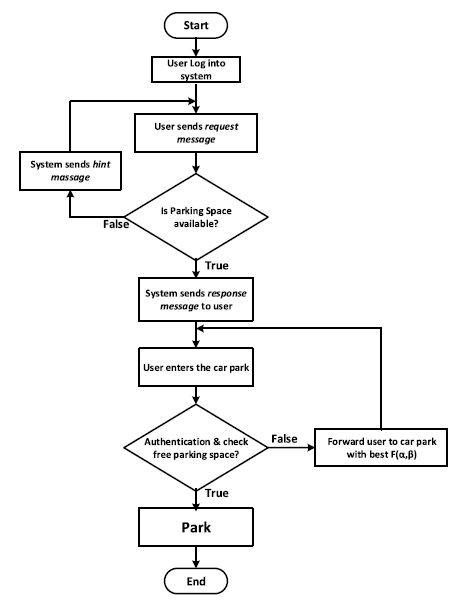 Start
User Log into
system
User sends request
message
System sends hint
massage
Is Parking Space
available?
False
True
System sends response
message to user
User enters the car park
Authentication & check
free parking space?
False
Forward user to car park
with best F(α,β)
True
Park
End